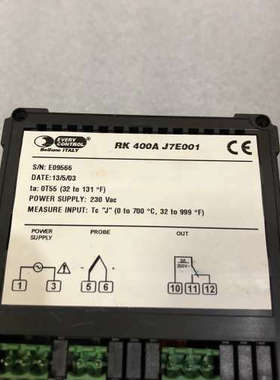 EVERY
CONTROL
Belluno ITALY
RK 400A J7E001
CE
S/N: E09566
DATE:13/5/03
ta: 0T55 (32 to 131 °F)
POWER SUPPLY: 230 Vac
MEASURE INPUT: Tc "J" (0 to 700 °C, 32 to 999 °F)
POWER
SUPPLY
PROBE
OUT
1 3 5 6 10 11 12